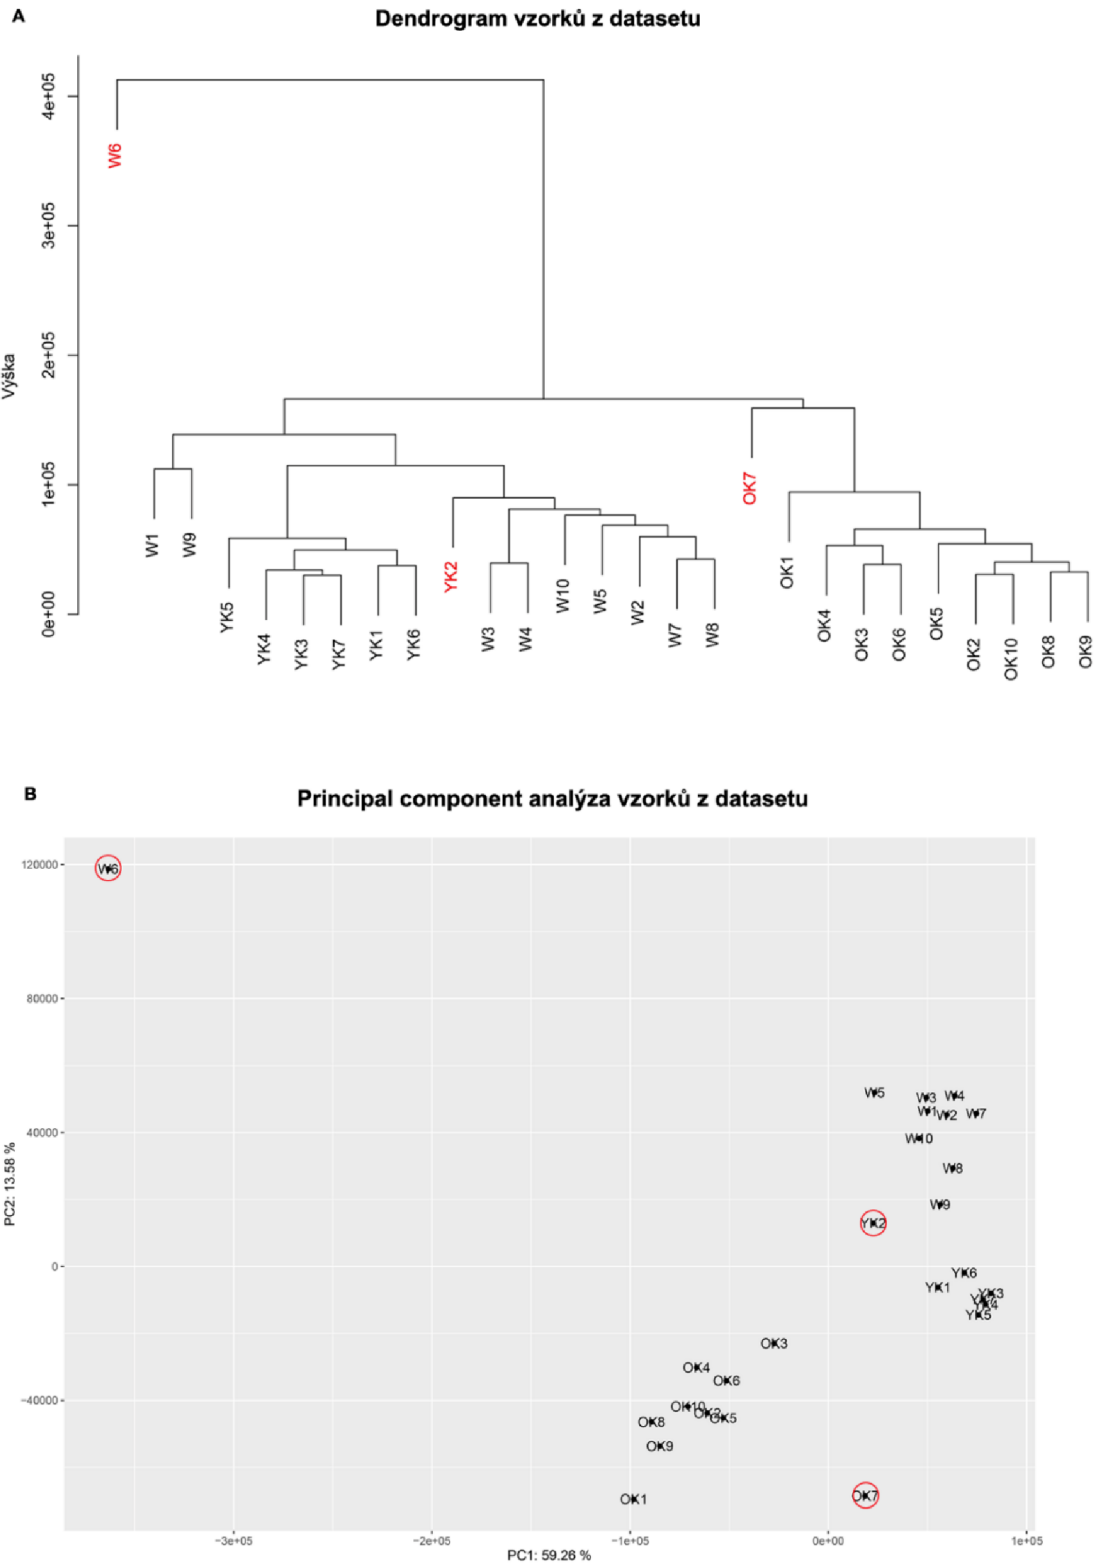 A
Dendrogram vzorků z datasetu
Výška
4e+05
3e+05
2e+05
1e+05
0e+00
W6
W1
W9
YK5
YK4
YK3
YK7
YK1
YK6
YK2
W3
W4
W10
W5
W2
W7
W8
OK7
OK1
OK4
OK3
OK6
OK5
OK2
OK10
OK8
OK9
B
Principal component analýza vzorků z datasetu
PC2: 13.58 %
120000
80000
40000
0
−40000
W6
W5
W3
W4
W1
W2
W7
W10
W8
W9
YK2
YK6
YK1
YK3
YK7
YK4
YK5
OK3
OK4
OK6
OK10
OK2
OK5
OK8
OK9
OK1
OK7
−3e+05
−2e+05
−1e+05
0e+00
1e+05
PC1: 59.26 %